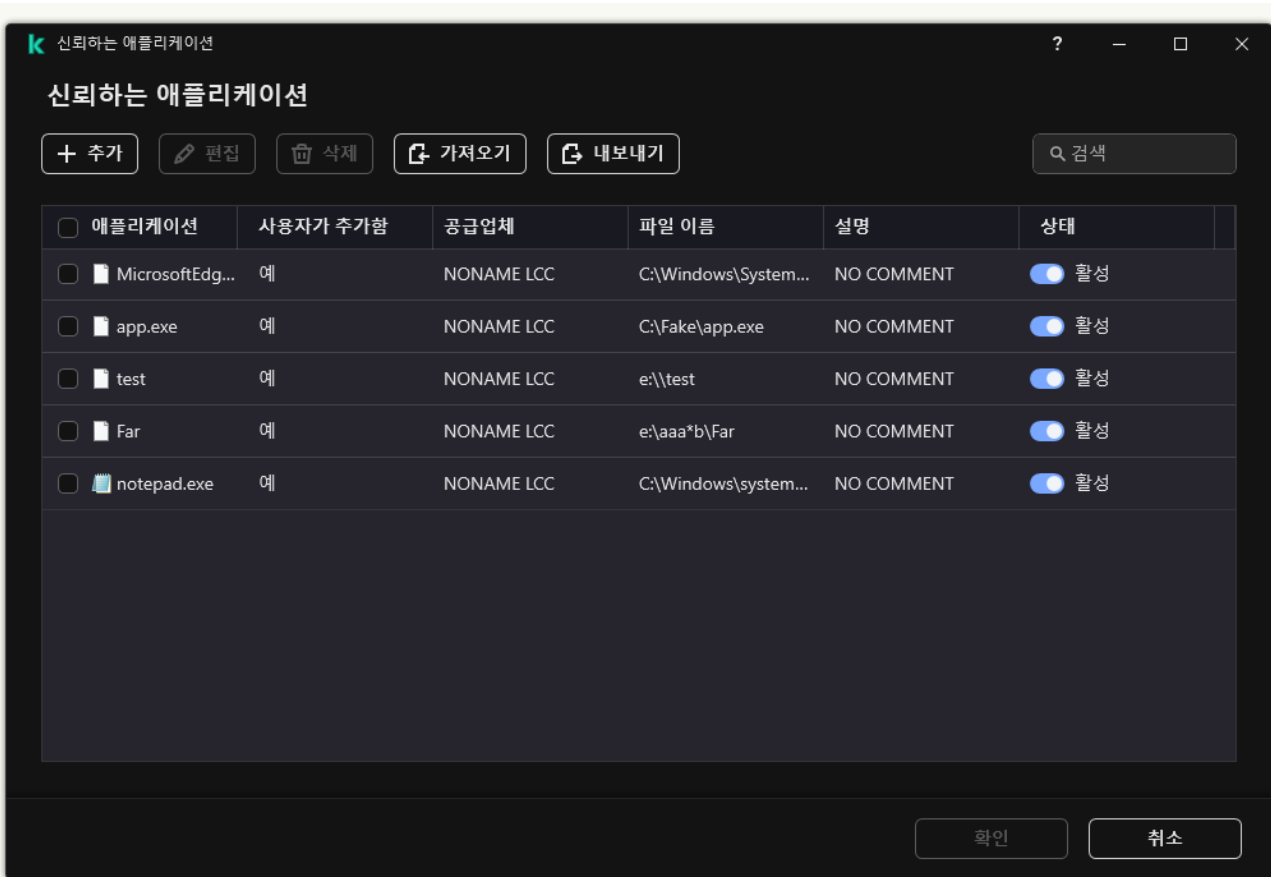 신뢰하는 애플리케이션 ?
신뢰하는 애플리케이션
추가 편집 삭제 가져오기 내보내기 검색
애플리케이션 사용자가 추가함 공급업체 파일 이름 설명 상태
MicrosoftEdg... 예 NONAME LCC C:\Windows\System... NO COMMENT 활성
app.exe 예 NONAME LCC C:\Fake\app.exe NO COMMENT 활성
test 예 NONAME LCC e:\\test NO COMMENT 활성
Far 예 NONAME LCC e:\aaa*b\Far NO COMMENT 활성
notepad.exe 예 NONAME LCC C:\Windows\system... NO COMMENT 활성
확인 취소